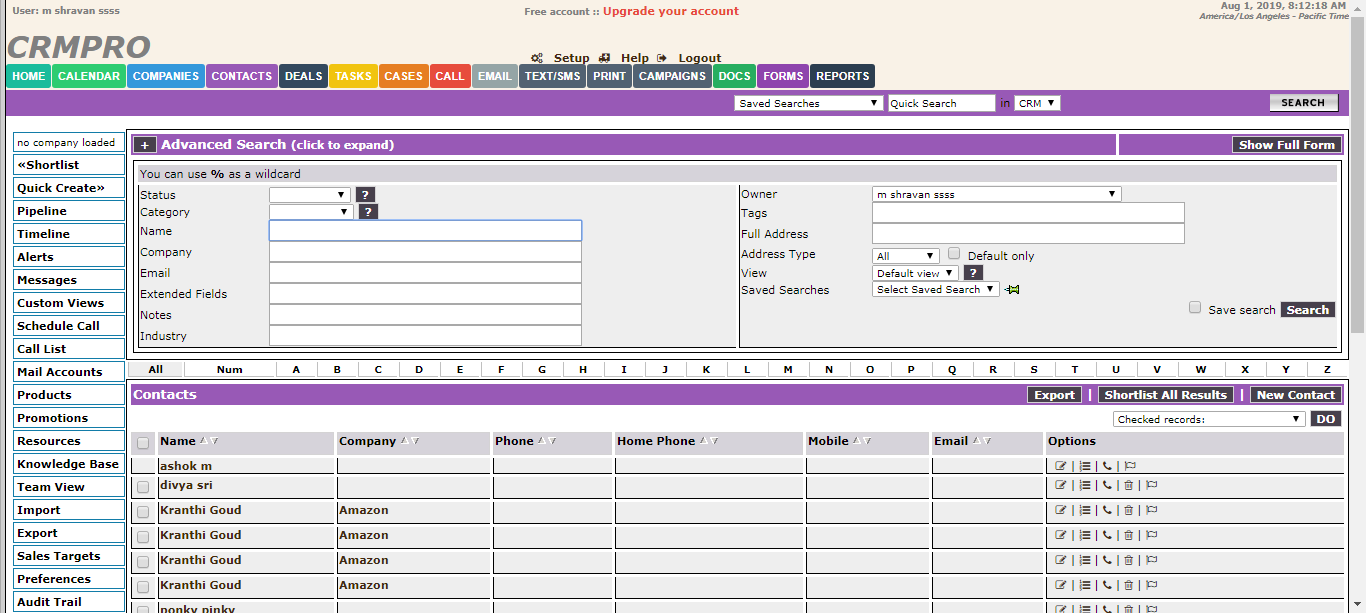 User: m shravan ssss
Free account :: Upgrade your account
Aug 1, 2019, 8:12:18 AM
America/Los Angeles - Pacific Time
CRMPRO
Setup Help Logout
HOME CALENDAR COMPANIES CONTACTS DEALS TASKS CASES CALL EMAIL TEXT/SMS PRINT CAMPAIGNS DOCS FORMS REPORTS
Saved Searches Quick Search in CRM SEARCH
no company loaded
«Shortlist
Quick Create»
Pipeline
Timeline
Alerts
Messages
Custom Views
Schedule Call
Call List
Mail Accounts
Products
Promotions
Resources
Knowledge Base
Team View
Import
Export
Sales Targets
Preferences
Audit Trail
+ Advanced Search (click to expand) Show Full Form
You can use % as a wildcard
Status ?
Category ?
Name
Company
Email
Extended Fields
Notes
Industry
Owner m shravan ssss
Tags
Full Address
Address Type All Default only
View Default view ?
Saved Searches Select Saved Search
Save search Search
All Num A B C D E F G H I J K L M N O P Q R S T U V W X Y Z
Contacts Export | Shortlist All Results | New Contact
Checked records: DO
Name Company Phone Home Phone Mobile Email Options
ashok m | | |
divya sri | | | |
Kranthi Goud Amazon | | | |
Kranthi Goud Amazon | | | |
Kranthi Goud Amazon | | | |
Kranthi Goud Amazon | | | |
ponky pinky | | | |